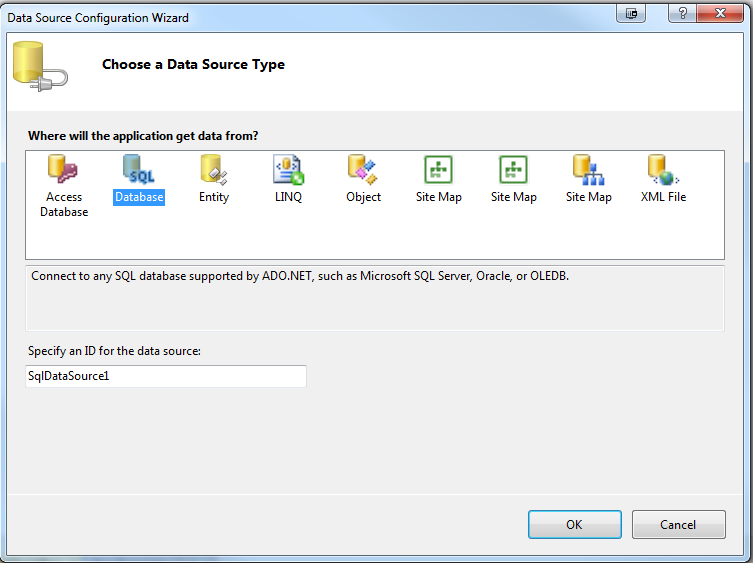 Data Source Configuration Wizard
?
Choose a Data Source Type
Where will the application get data from?
SQL
Access Database
Database
Entity
LINQ
Object
Site Map
Site Map
Site Map
XML File
Connect to any SQL database supported by ADO.NET, such as Microsoft SQL Server, Oracle, or OLEDB.
Specify an ID for the data source:
SqlDataSource1
OK
Cancel